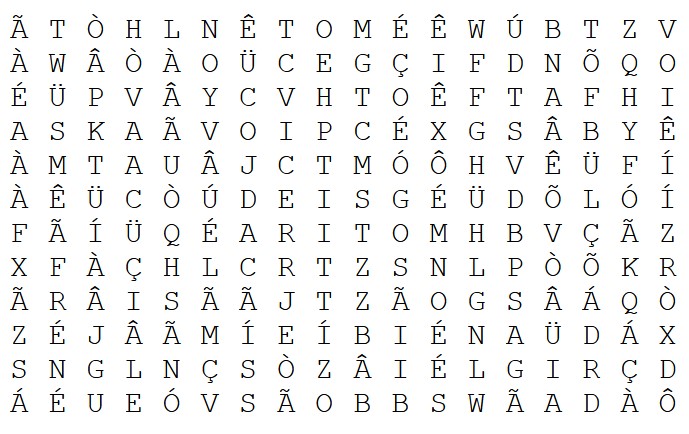 Ã T Ò H L N Ê T O M É Ê W Ú B T Z V
À W Â Ò À O Ü C E G Ç I F D N Õ Q O
É Ü P V Â Y C V H T O Ê F T A F H I
A S K A Ã V O I P C É X G S Â B Y Ê
À M T A U Â J C T M Ó Ô H V Ê Ü F Í
À Ê Ü C Ò Ú D E I S G É Ü D Õ L Ó Í
F Ã Í Ü Q É A R I T O M H B V Ç Ã Z
X F À Ç H L C R T Z S N L P Ò Õ K R
Ã R Â I S Ã Ã J T Z Ã O G S Â Á Q Ò
Z É J Â Ã M Í E Í B I É N A Ü D Á X
S N G L N Ç S Ò Z Â I É L G I R Ç D
Á É U E Ó V S Ã O B B S W Ã A D À Ô